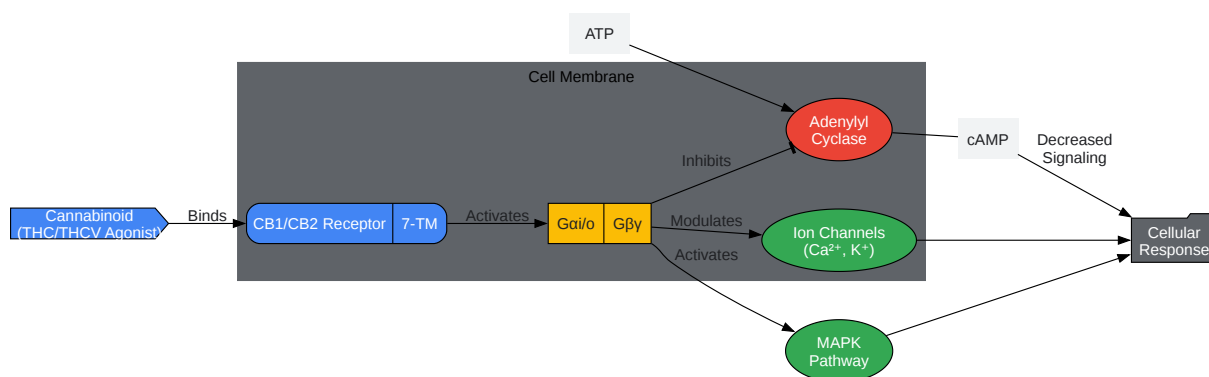 ATP
Cell Membrane
Adenylyl
Cyclase
cAMP
Decreased
Signaling
Inhibits
Cannabinoid
(THC/THCV Agonist)
Binds
CB1/CB2 Receptor
7-TM
Activates
Gαi/o
Gβγ
Modulates
Ion Channels
(Ca²⁺, K⁺)
Cellular
Response
Activates
MAPK
Pathway